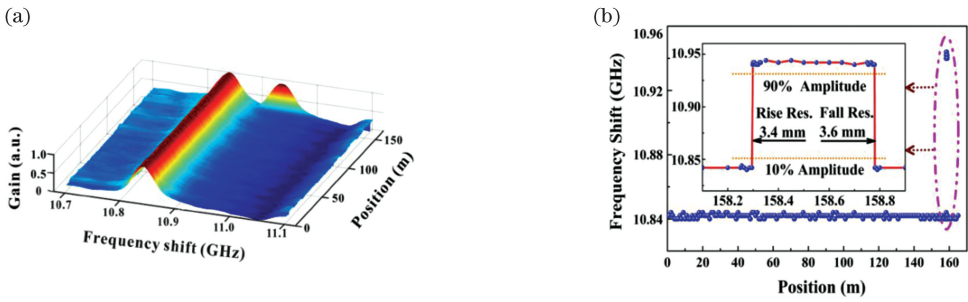 (a)
1.0
0.5
0
Gain (a.u.)
10.7
10.8
10.9
11.0
11.1
Frequency shift (GHz)
0
50
100
150
Position (m)
(b)
10.96
10.92
10.88
10.84
Frequency Shift (GHz)
0 20 40 60 80 100 120 140 160
Position (m)
10.95
10.90
10.85
90% Amplitude
Rise Res. Fall Res.
3.4 mm 3.6 mm
10% Amplitude
158.2 158.4 158.6 158.8